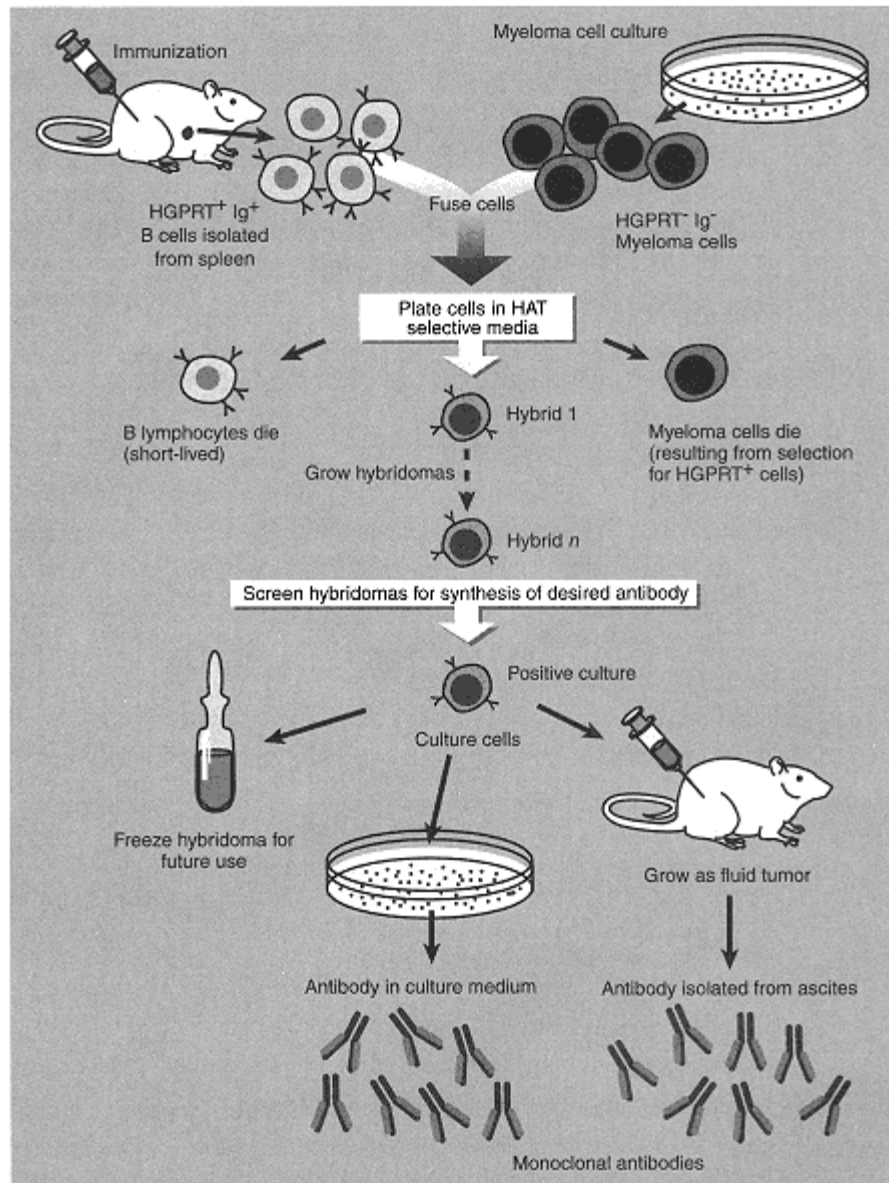 Immunization
Myeloma cell culture
HGPRT+ Ig+
B cells isolated
from spleen
Fuse cells
HGPRT- Ig-
Myeloma cells
Plate cells in HAT
selective media
B lymphocytes die
(short-lived)
Hybrid 1
Myeloma cells die
(resulting from selection
for HGPRT+ cells)
Grow hybridomas
Hybrid n
Screen hybridomas for synthesis of desired antibody
Positive culture
Culture cells
Freeze hybridoma for
future use
Grow as fluid tumor
Antibody in culture medium
Antibody isolated from ascites
Monoclonal antibodies